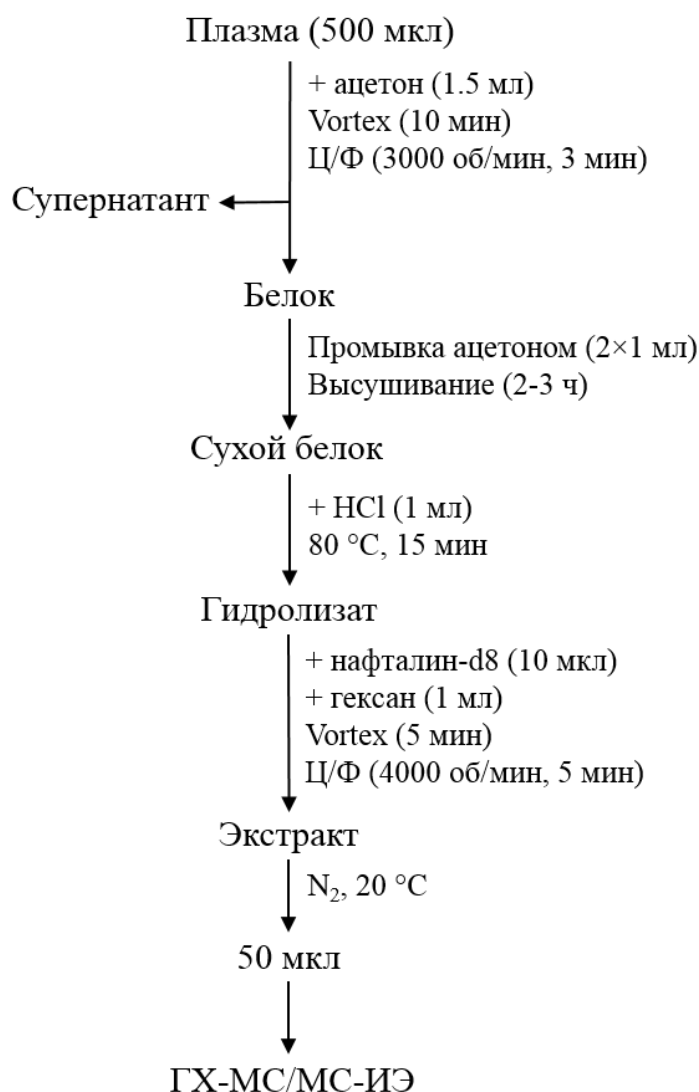 Плазма (500 мкл)
+ ацетон (1.5 мл)
Vortex (10 мин)
Ц/Ф (3000 об/мин, 3 мин)
Супернатант
Белок
Промывка ацетоном (2×1 мл)
Высушивание (2-3 ч)
Сухой белок
+ HCl (1 мл)
80 °C, 15 мин
Гидролизат
+ нафталин-d8 (10 мкл)
+ гексан (1 мл)
Vortex (5 мин)
Ц/Ф (4000 об/мин, 5 мин)
Экстракт
N₂, 20 °C
50 мкл
ГХ-МС/МС-ИЭ